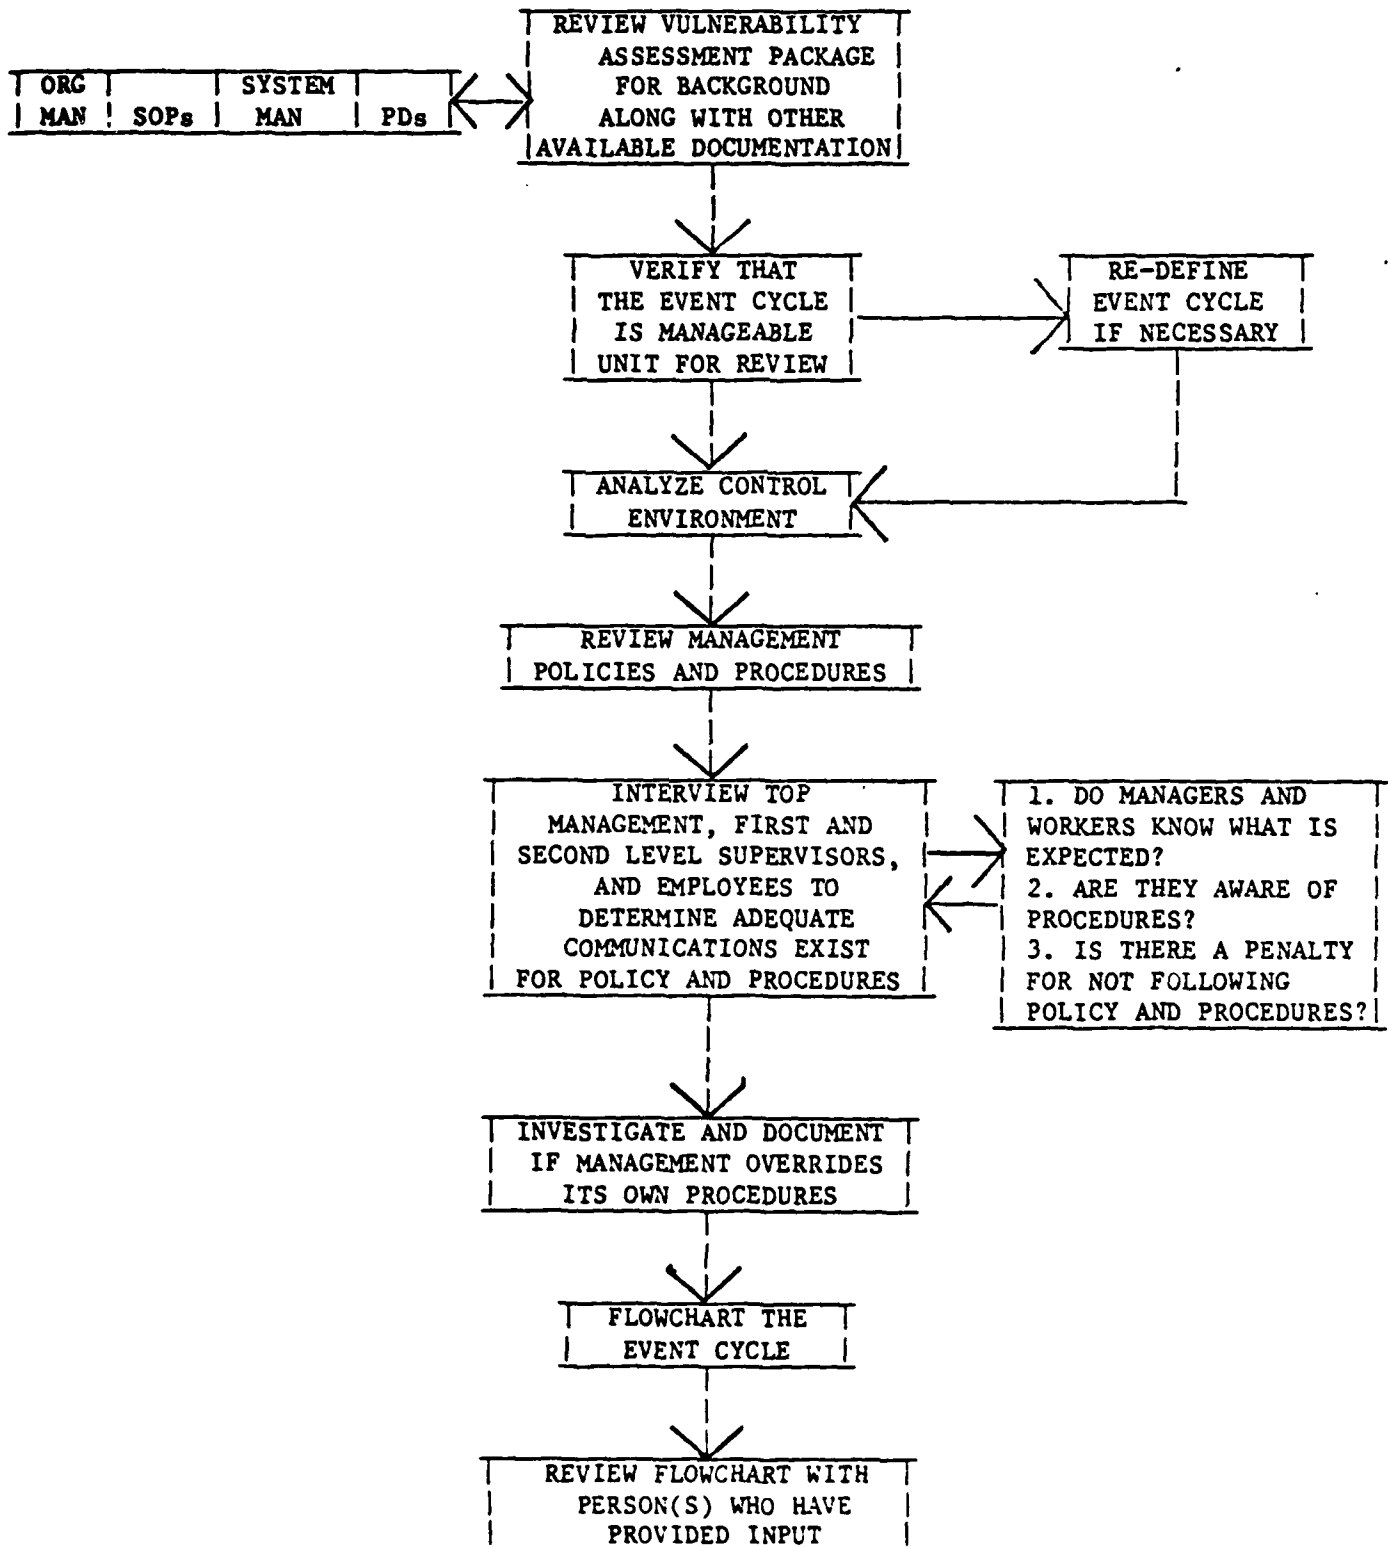 REVIEW VULNERABILITY
ASSESSMENT PACKAGE
FOR BACKGROUND
ALONG WITH OTHER
AVAILABLE DOCUMENTATION
ORG
MAN
SOPs
SYSTEM
MAN
PDs
VERIFY THAT
THE EVENT CYCLE
IS MANAGEABLE
UNIT FOR REVIEW
RE-DEFINE
EVENT CYCLE
IF NECESSARY
ANALYZE CONTROL
ENVIRONMENT
REVIEW MANAGEMENT
POLICIES AND PROCEDURES
INTERVIEW TOP
MANAGEMENT, FIRST AND
SECOND LEVEL SUPERVISORS,
AND EMPLOYEES TO
DETERMINE ADEQUATE
COMMUNICATIONS EXIST
FOR POLICY AND PROCEDURES
1. DO MANAGERS AND
WORKERS KNOW WHAT IS
EXPECTED?
2. ARE THEY AWARE OF
PROCEDURES?
3. IS THERE A PENALTY
FOR NOT FOLLOWING
POLICY AND PROCEDURES?
INVESTIGATE AND DOCUMENT
IF MANAGEMENT OVERRIDES
ITS OWN PROCEDURES
FLOWCHART THE
EVENT CYCLE
REVIEW FLOWCHART WITH
PERSON(S) WHO HAVE
PROVIDED INPUT